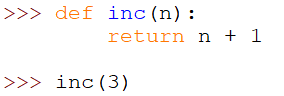 >>> def inc(n):
        return n + 1
>>> inc(3)